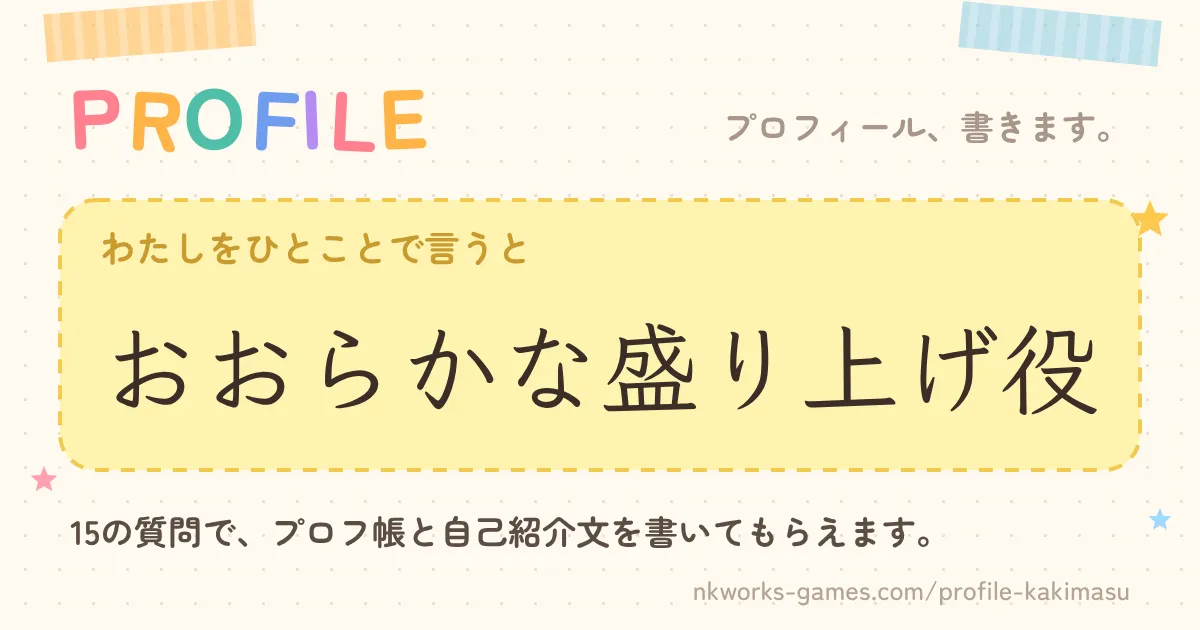 PROFILE
プロフィール、書きます。
わたしをひとことで言うと
おおらかな盛り上げ役
15の質問で、プロフ帳と自己紹介文を書いてもらえます。
nkworks-games.com/profile-kakimasu